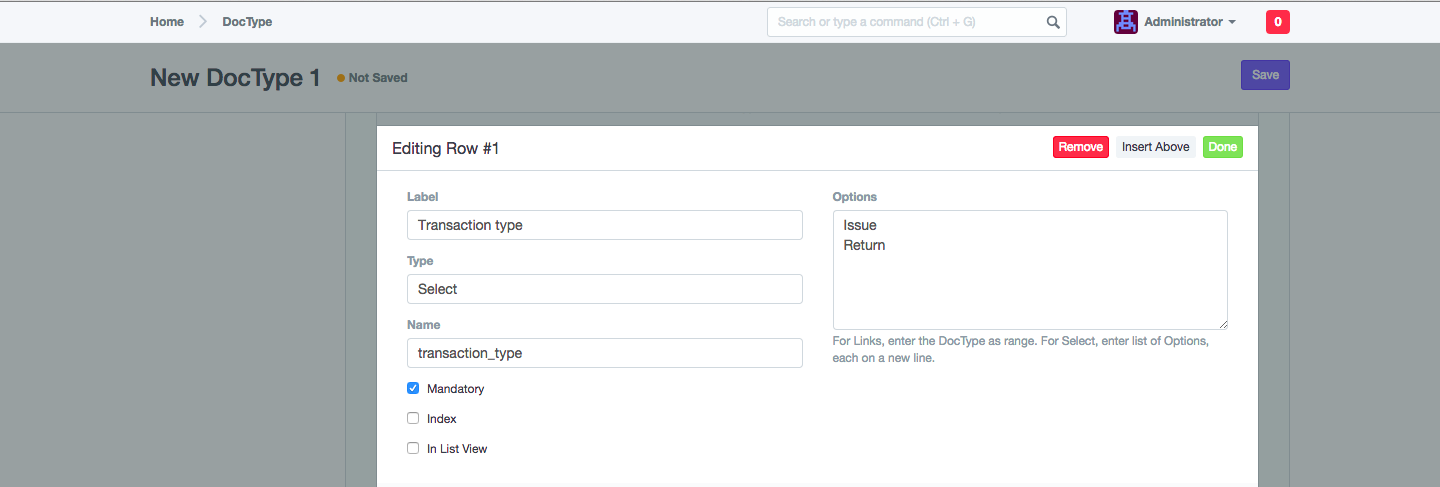 Home DocType Search or type a command (Ctrl + G) Administrator 0
New DocType 1 Not Saved Save
Editing Row #1 Remove Insert Above Done
Label
Transaction type
Type
Select
Name
transaction_type
Mandatory
Index
In List View
Options
Issue
Return
For Links, enter the DocType as range. For Select, enter list of Options,
each on a new line.